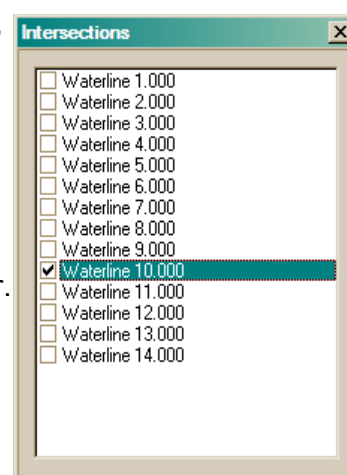 Intersections
Waterline 1.000
Waterline 2.000
Waterline 3.000
Waterline 4.000
Waterline 5.000
Waterline 6.000
Waterline 7.000
Waterline 8.000
Waterline 9.000
Waterline 10.000
Waterline 11.000
Waterline 12.000
Waterline 13.000
Waterline 14.000